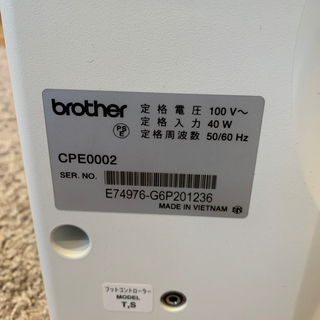 brother
PS
E
定格電圧 100 V～
定格入力 40 W
定格周波数 50/60 Hz
CPE0002
SER. NO.
E74976-G6P201236
MADE IN VIETNAM
フットコントローラー
MODEL
T,S